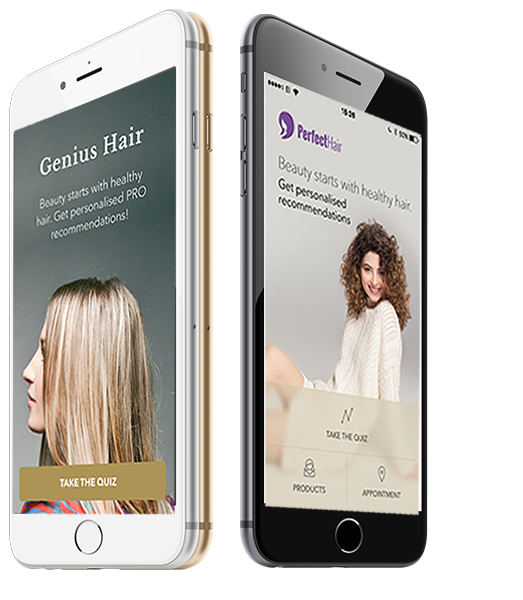 Genius Hair
Beauty starts with healthy
hair. Get personalised PRO
recommendations!
TAKE THE QUIZ
16:26
50%
PerfectHair
Beauty starts with healthy hair.
Get personalised
recommendations
TAKE THE QUIZ
PRODUCTS
APPOINTMENT